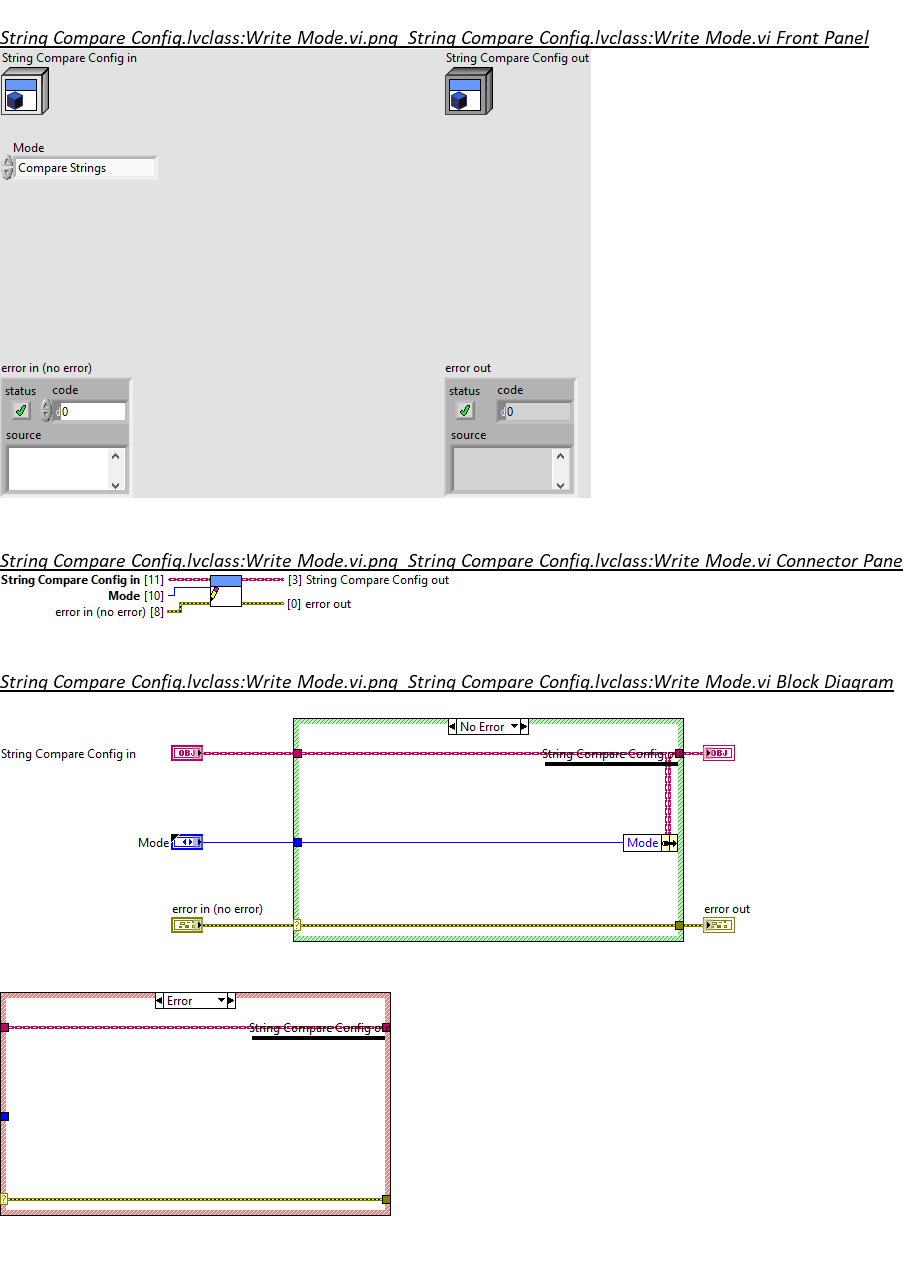 String Compare Config.lvclass:Write Mode.vi.png String Compare Config.lvclass:Write Mode.vi Front Panel
String Compare Config in
String Compare Config out
Mode
Compare Strings
error in (no error)
error out
status code
status code
d 0
d 0
source
source
String Compare Config.lvclass:Write Mode.vi.png String Compare Config.lvclass:Write Mode.vi Connector Pane
String Compare Config in [11]
[3] String Compare Config out
Mode [10]
[0] error out
error in (no error) [8]
String Compare Config.lvclass:Write Mode.vi.png String Compare Config.lvclass:Write Mode.vi Block Diagram
No Error
String Compare Config in
OBJ
String Compare Config out
OBJ
Mode
Mode
error in (no error)
error out
?
Error
String Compare Config out
?